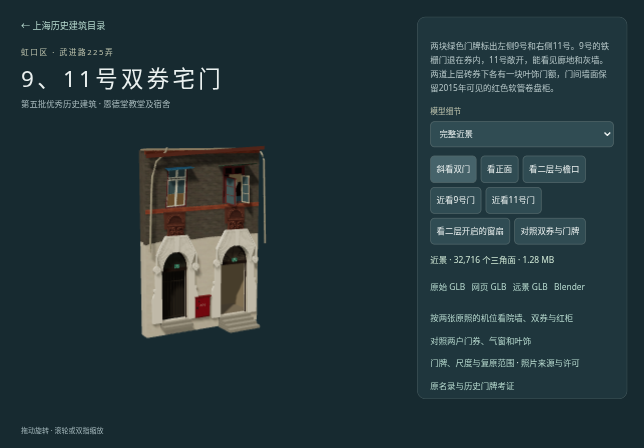 ← 上海历史建筑目录
虹口区 · 武进路225弄
9、11号双券宅门
第五批优秀历史建筑 · 恩德堂教堂及宿舍
拖动旋转 · 滚轮或双指缩放
两块绿色门牌标出左侧9号和右侧11号。9号的铁
栅门退在券内，11号敞开，能看见廊地和灰墙。
两道上层砖券下各有一块叶饰门额，门间墙面保
留2015年可见的红色软管卷盘柜。
模型细节
完整近景
斜看双门 看正面 看二层与檐口
近看9号门 近看11号门
看二层开启的窗扇 对照双券与门牌
近景 · 32,716 个三角面 · 1.28 MB
原始 GLB 网页 GLB 远景 GLB Blender
按两张原照的机位看院墙、双券与红柜
对照两户门券、气窗和叶饰
门牌、尺度与复原范围 · 照片来源与许可
原名录与历史门牌考证